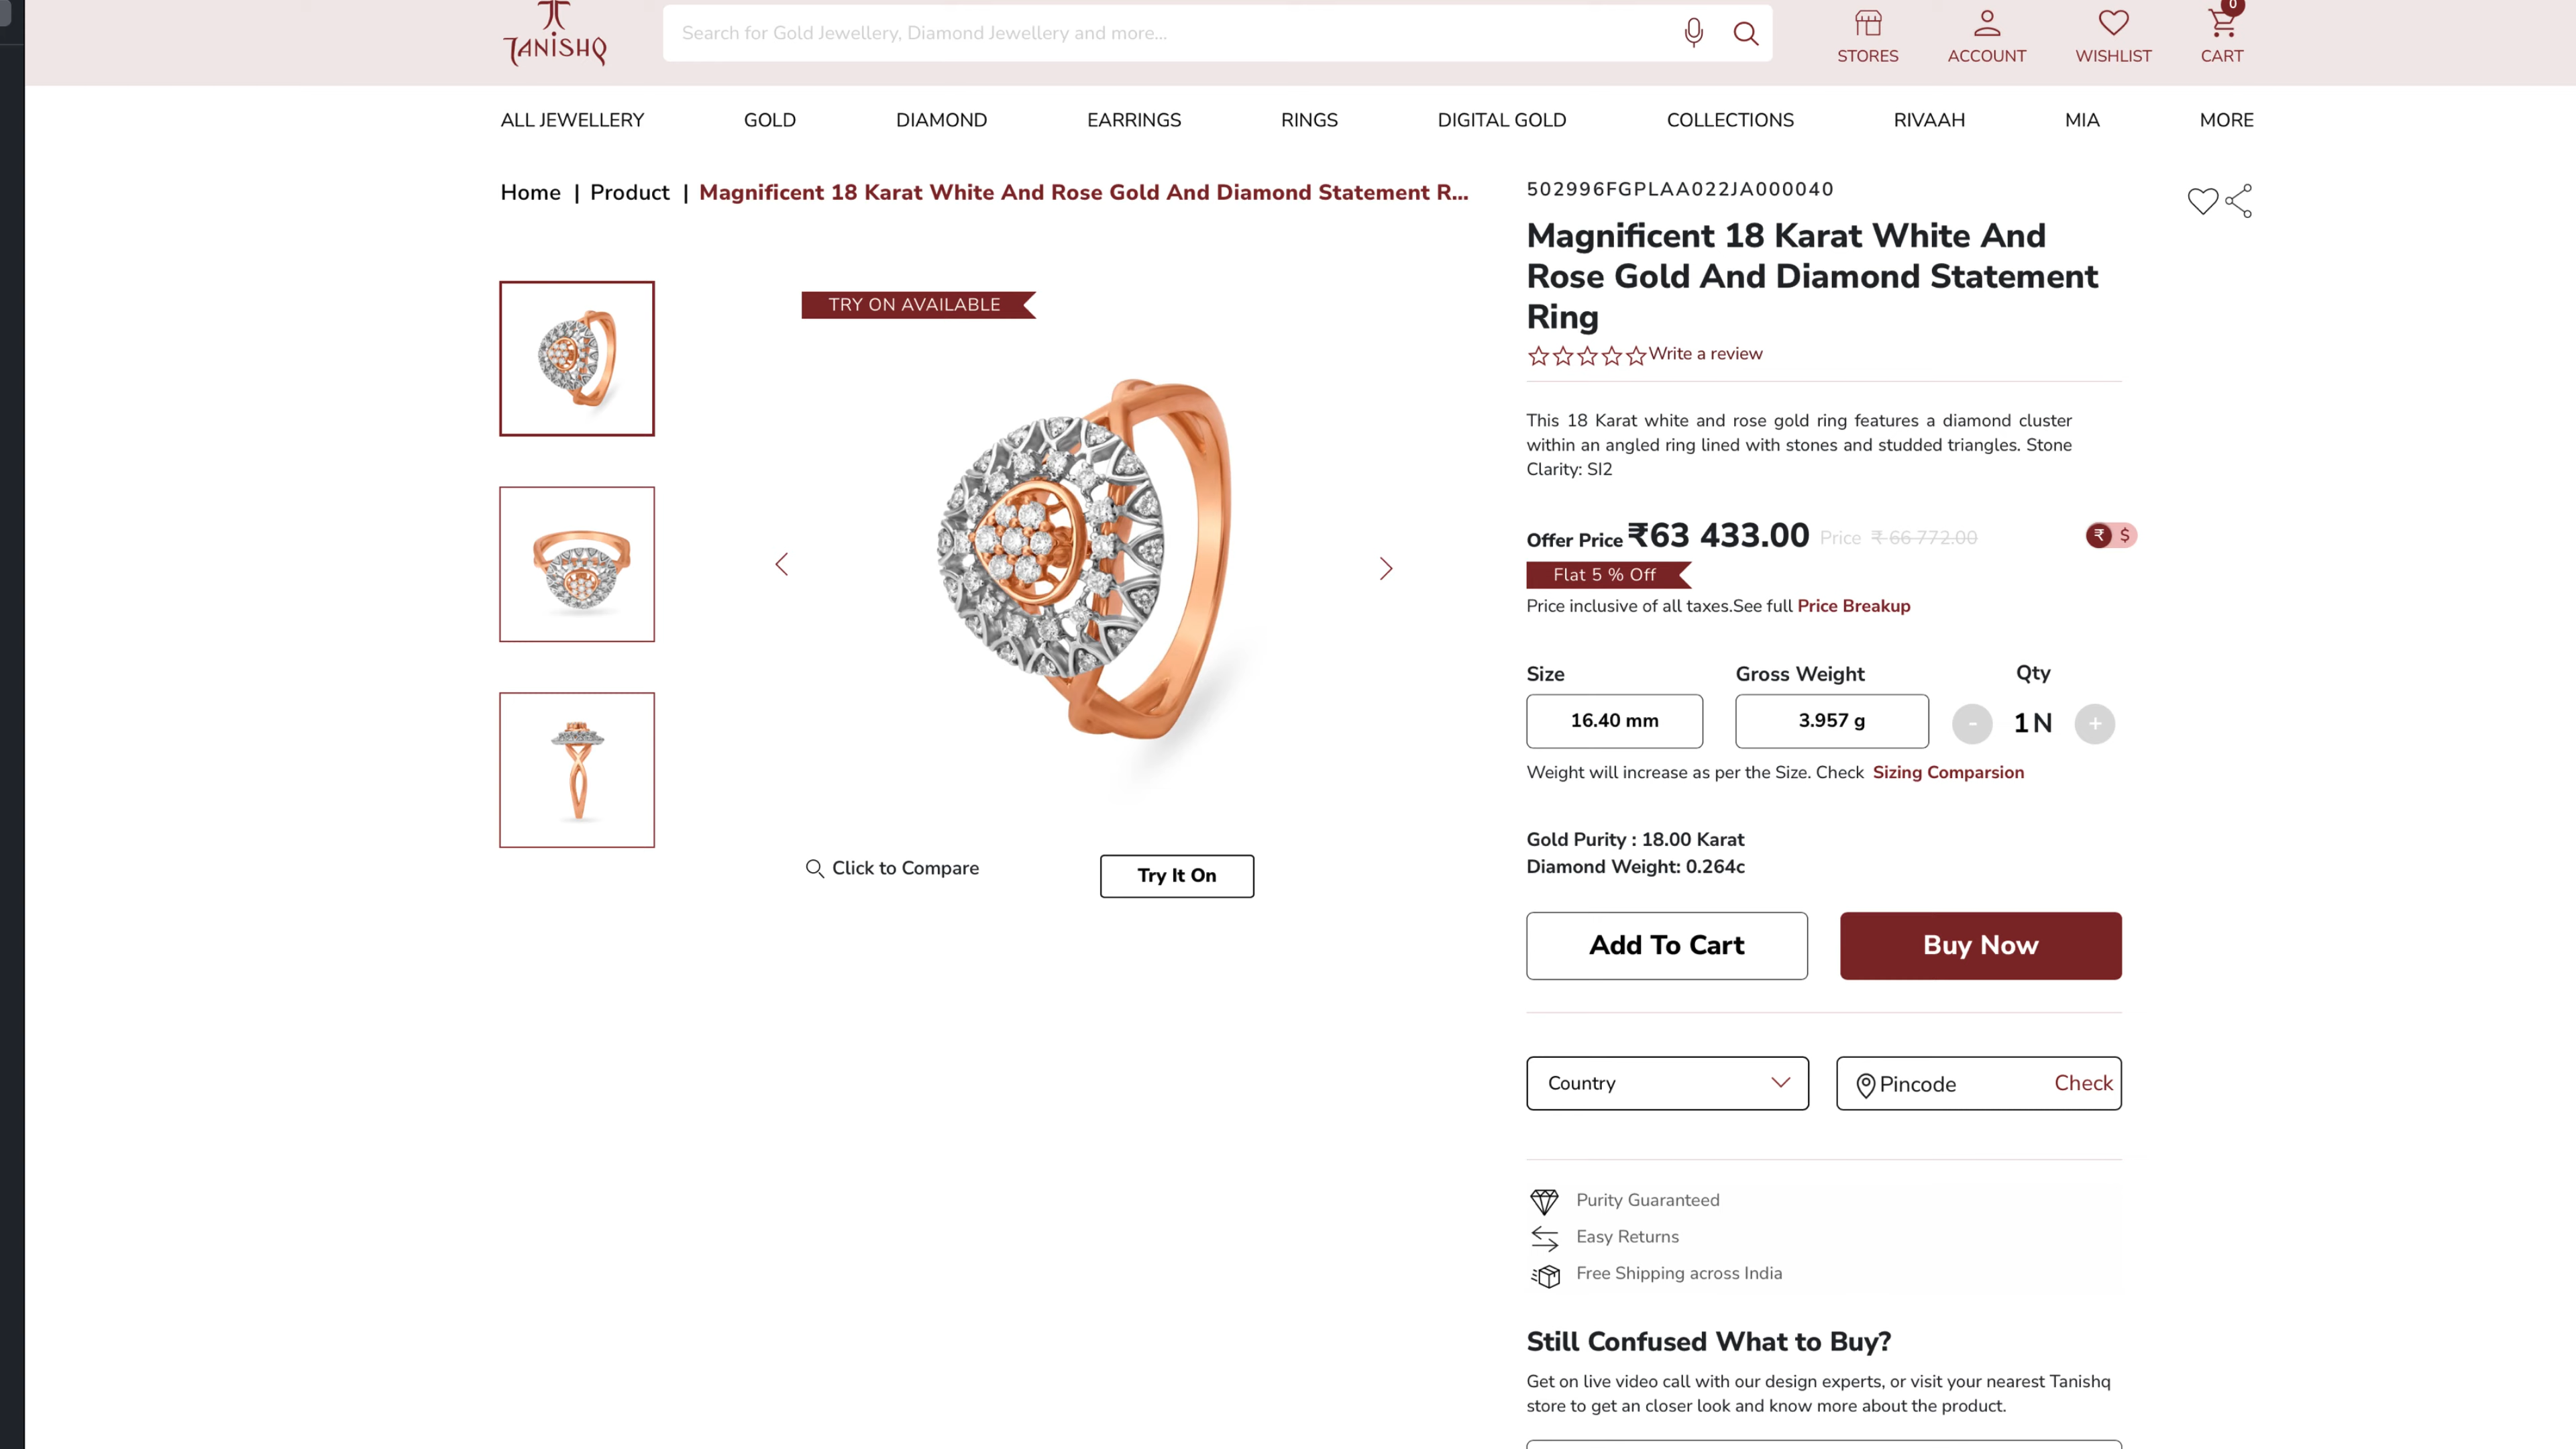 TANISHQ
Search for Gold Jewellery, Diamond Jewellery and more...
STORES
ACCOUNT
WISHLIST
0
CART
ALL JEWELLERY
GOLD
DIAMOND
EARRINGS
RINGS
DIGITAL GOLD
COLLECTIONS
RIVAAH
MIA
MORE
Home | Product | Magnificent 18 Karat White And Rose Gold And Diamond Statement R...
TRY ON AVAILABLE
Click to Compare
Try It On
502996FGPLAA022JA000040
Magnificent 18 Karat White And
Rose Gold And Diamond Statement
Ring
Write a review
This 18 Karat white and rose gold ring features a diamond cluster
within an angled ring lined with stones and studded triangles. Stone
Clarity: SI2
Offer Price ₹63 433.00 Price ₹ 66 772.00
₹ $
Flat 5 % Off
Price inclusive of all taxes.See full Price Breakup
Size
Gross Weight
Qty
16.40 mm
3.957 g
- 1 N +
Weight will increase as per the Size. Check Sizing Comparsion
Gold Purity : 18.00 Karat
Diamond Weight: 0.264c
Add To Cart
Buy Now
Country
Pincode
Check
Purity Guaranteed
Easy Returns
Free Shipping across India
Still Confused What to Buy?
Get on live video call with our design experts, or visit your nearest Tanishq
store to get an closer look and know more about the product.